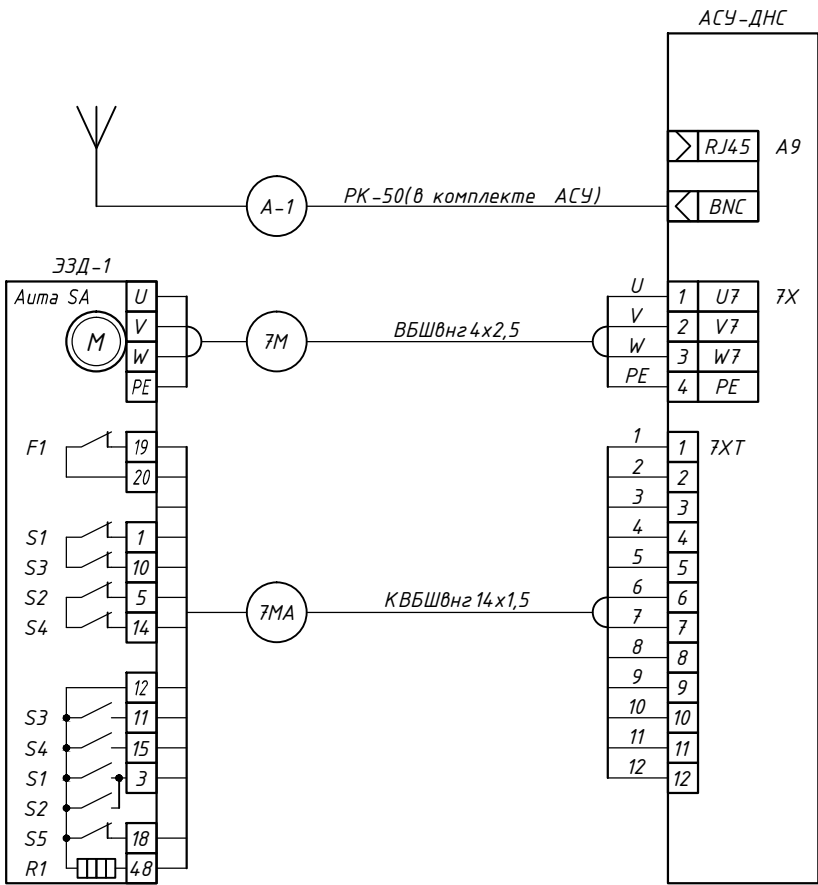 АСУ-ДНС
RJ45 A9
А-1 РК-50(в комплекте АСУ) BNC
ЭЗД-1
Аита SA U U 1 U7 7X
M V 7М ВБШвнг 4х2,5 V 2 V7
W W 3 W7
PE PE 4 PE
F1 19 1 1 7XT
20 2 2
3 3
S1 1 4 4
S3 10 5 5
S2 5 7МА КВБШвнг 14х1,5 6 6
S4 14 7 7
8 8
12 9 9
S3 11 10 10
S4 15 11 11
S1 3 12 12
S2
S5 18
R1 48